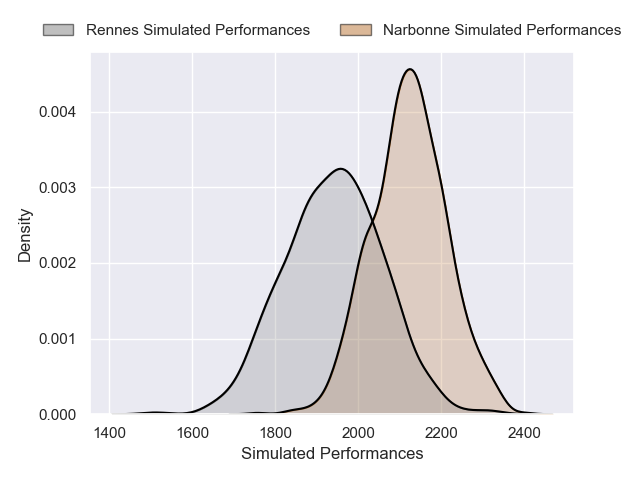 Rennes Simulated Performances
Narbonne Simulated Performances
Density
0.004
0.003
0.002
0.001
0.000
1400 1600 1800 2000 2200 2400
Simulated Performances